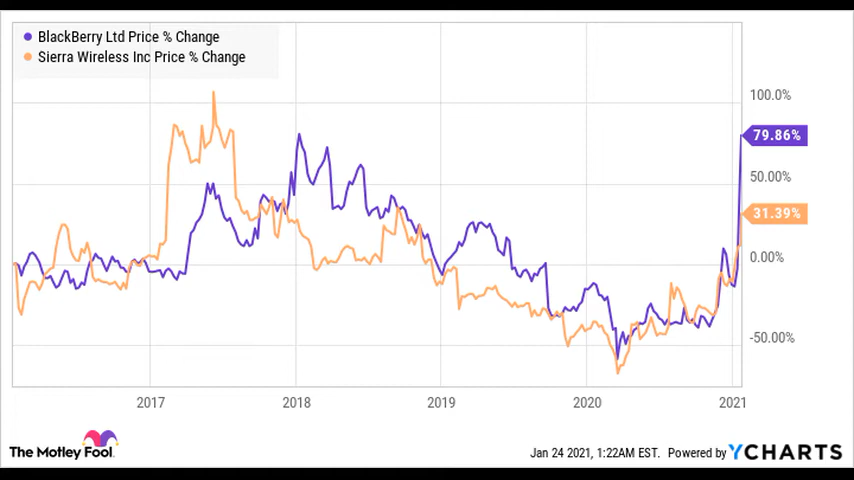 BlackBerry Ltd Price % Change
Sierra Wireless Inc Price % Change
100.0%
79.86%
50.00%
31.39%
0.00%
-50.00%
2017 2018 2019 2020 2021
The Motley Fool.
Jan 24 2021, 1:22AM EST. Powered by YCHARTS